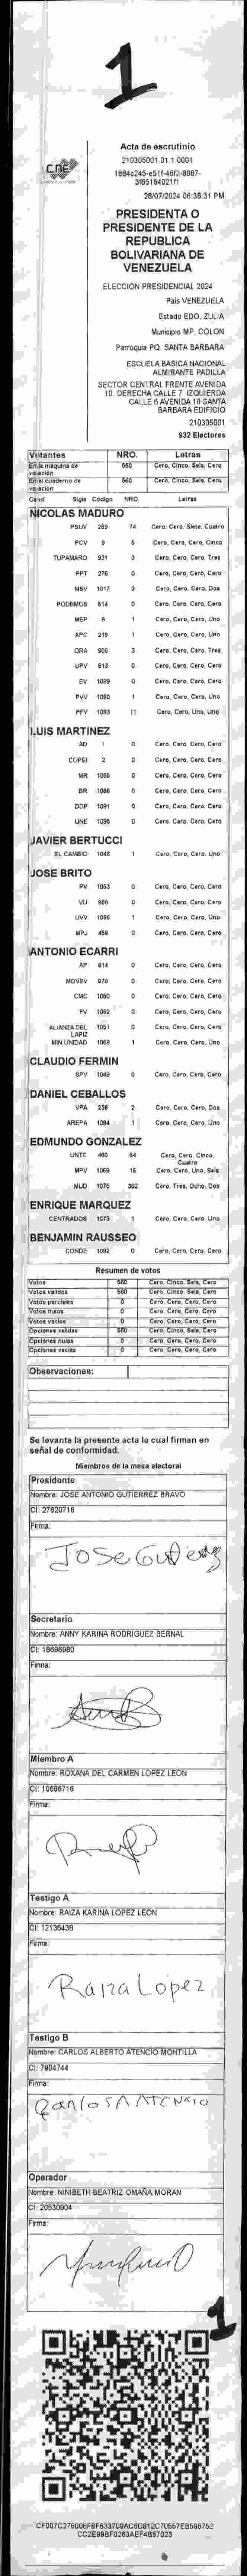 1
Acta de escrutinio
210305001.01.1.0001
28/07/2024 06:36:31 PM
CNE
PRESIDENTA O
PRESIDENTE DE LA
REPUBLICA
BOLIVARIANA DE
VENEZUELA
ELECCIÓN PRESIDENCIAL 2024
País VENEZUELA
Estado EDO. ZULIA
Municipio MP. COLON
Parroquia PQ. SANTA BARBARA
ESCUELA BASICA NACIONAL
ALMIRANTE PADILLA
SECTOR CENTRAL FRENTE AVENIDA
10. DERECHA CALLE 7 IZQUIERDA
CALLE 6 AVENIDA 10 SANTA
BARBARA EDIFICIO
210305001
932 Electores
Votantes NRO. Letras
En la maquina de votación 560 Cero, Cinco, Seis, Cero
En el cuaderno de votación 560 Cero, Cinco, Seis, Cero
Cand Sigla Codigo NRO. Letras
NICOLAS MADURO
PSUV 269 74 Cero, Cero, Siete, Cuatro
PCV 9 5 Cero, Cero, Cero, Cinco
TUPAMARO 931 3 Cero, Cero, Cero, Tres
PPT 276 0 Cero, Cero, Cero, Cero
MSV 1017 2 Cero, Cero, Cero, Dos
PODEMOS 514 0 Cero, Cero, Cero, Cero
MEP 6 1 Cero, Cero, Cero, Uno
APC 219 1 Cero, Cero, Cero, Uno
ORA 906 3 Cero, Cero, Cero, Tres
UPV 513 0 Cero, Cero, Cero, Cero
EV 1089 0 Cero, Cero, Cero, Cero
PVV 1090 1 Cero, Cero, Cero, Uno
PFV 1093 11 Cero, Cero, Uno, Uno
LUIS MARTINEZ
AD 1 0 Cero, Cero, Cero, Cero
COPEI 2 0 Cero, Cero, Cero, Cero
MR 1055 0 Cero, Cero, Cero, Cero
BR 1086 0 Cero, Cero, Cero, Cero
DDP 1091 0 Cero, Cero, Cero, Cero
UNE 1096 0 Cero, Cero, Cero, Cero
JAVIER BERTUCCI
EL CAMBIO 1048 1 Cero, Cero, Cero, Uno
JOSE BRITO
PV 1053 0 Cero, Cero, Cero, Cero
VU 869 0 Cero, Cero, Cero, Cero
UVV 1 Cero, Cero, Cero, Uno
MPJ 456 0 Cero, Cero, Cero, Cero
ANTONIO ECARRI
AP 914 0 Cero, Cero, Cero, Cero
MOVEV 979 0 Cero, Cero, Cero, Cero
CMC 1060 0 Cero, Cero, Cero, Cero
FV 1062 0 Cero, Cero, Cero, Cero
ALIANZA DEL LAPIZ 1051 0 Cero, Cero, Cero, Cero
MIN UNIDAD 1058 1 Cero, Cero, Cero, Uno
CLAUDIO FERMIN
SPV 1049 0 Cero, Cero, Cero, Cero
DANIEL CEBALLOS
VPA 236 2 Cero, Cero, Cero, Dos
AREPA 1084 1 Cero, Cero, Cero, Uno
EDMUNDO GONZALEZ
UNTC 460 54 Cero, Cero, Cinco, Cuatro
MPV 1069 16 Cero, Cero, Uno, Seis
MUD 1076 382 Cero, Tres, Ocho, Dos
ENRIQUE MARQUEZ
CENTRADOS 1073 1 Cero, Cero, Cero, Uno
BENJAMIN RAUSSEO
CONDE 1092 0 Cero, Cero, Cero, Cero
Resumen de votos
Votos 560 Cero, Cinco, Seis, Cero
Votos validos 560 Cero, Cinco, Seis, Cero
Votos parciales 0 Cero, Cero, Cero, Cero
Votos nulos 0 Cero, Cero, Cero, Cero
Votos vacios 0 Cero, Cero, Cero, Cero
Opciones validas 560 Cero, Cinco, Seis, Cero
Opciones nulas 0 Cero, Cero, Cero, Cero
Opciones vacias 0 Cero, Cero, Cero, Cero
Observaciones:
Se levanta la presente acta la cual firman en
señal de conformidad.
Miembros de la mesa electoral
Presidente
Nombre: JOSE ANTONIO GUTIERREZ BRAVO
CI: 27620716
Firma:
Secretario
Nombre: ANNY KARINA RODRIGUEZ BERNAL
CI: 18696980
Firma:
Miembro A
Nombre: ROXANA DEL CARMEN LOPEZ LEON
CI: 10686716
Firma:
Testigo A
Nombre: RAIZA KARINA LOPEZ LEON
CI: 12136438
Firma:
Raiza Lopez
Testigo B
Nombre: CARLOS ALBERTO ATENCIO MONTILLA
CI: 7904744
Firma:
Carlos A Atencio
Operador
Nombre: NINIBETH BEATRIZ OMAÑA MORAN
CI: 20530904
Firma:
1